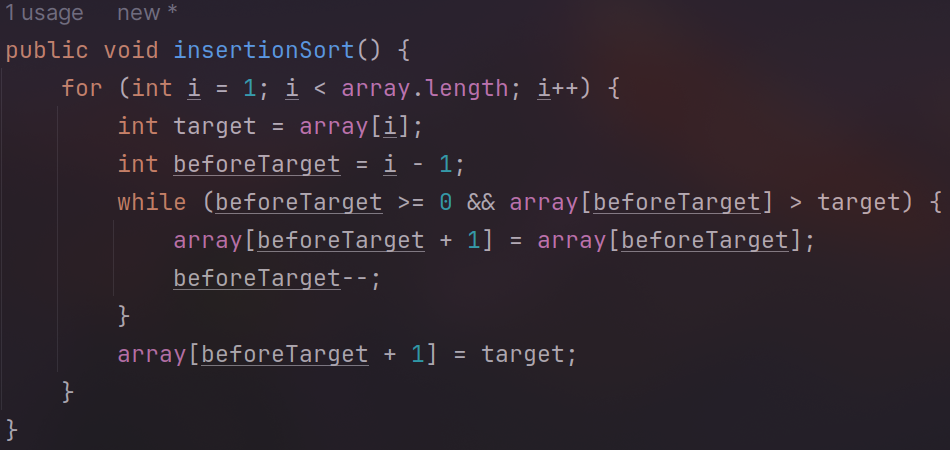 1 usage new *
public void insertionSort() {
    for (int i = 1; i < array.length; i++) {
        int target = array[i];
        int beforeTarget = i - 1;
        while (beforeTarget >= 0 && array[beforeTarget] > target) {
            array[beforeTarget + 1] = array[beforeTarget];
            beforeTarget--;
        }
        array[beforeTarget + 1] = target;
    }
}